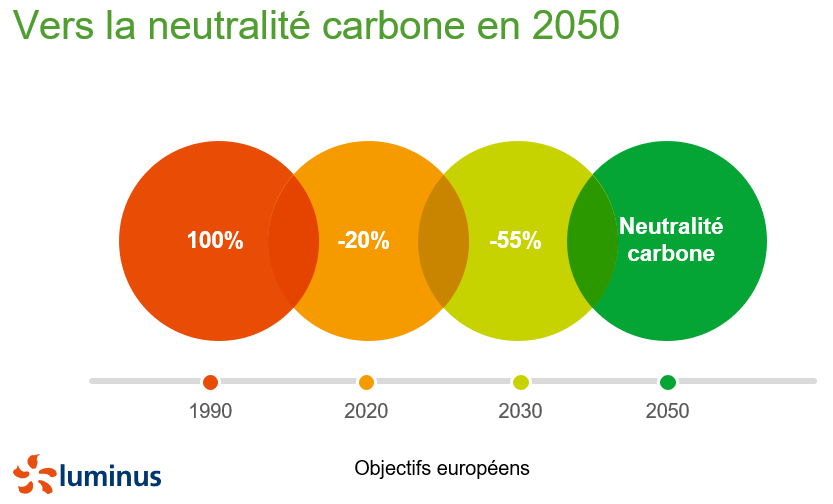 Vers la neutralité carbone en 2050
100%
-20%
-55%
Neutralité
carbone
1990
2020
2030
2050
luminus
Objectifs européens